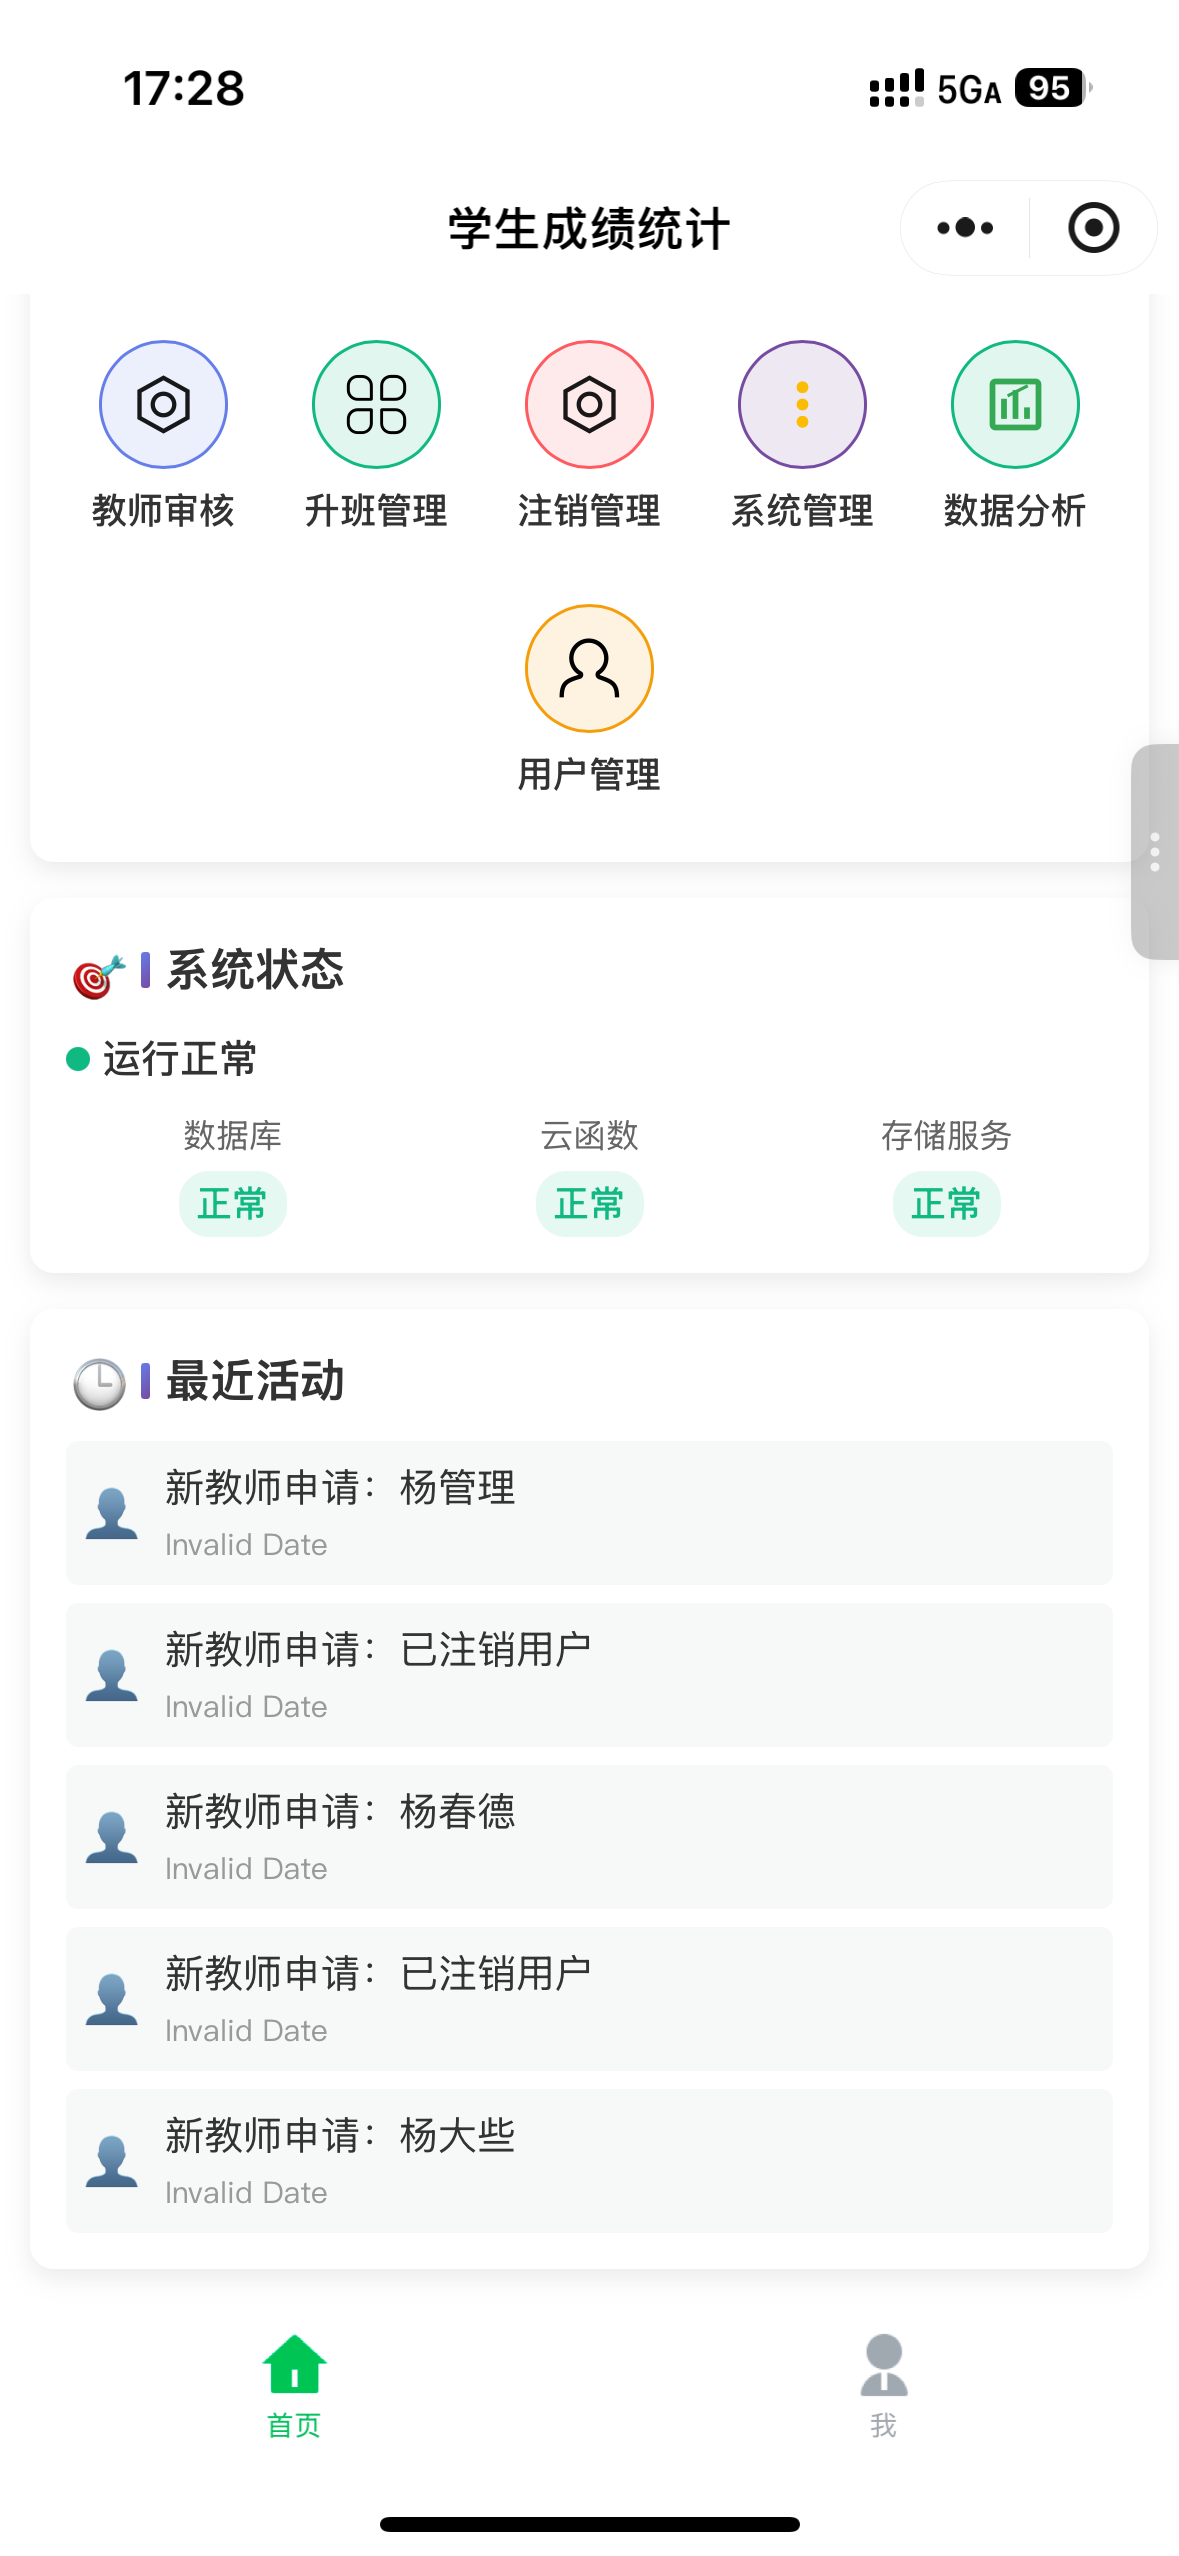 17:28
5GA
95
学生成绩统计
教师审核 升班管理 注销管理 系统管理 数据分析
用户管理
系统状态
运行正常
数据库 云函数 存储服务
正常 正常 正常
最近活动
新教师申请：杨管理
Invalid Date
新教师申请：已注销用户
Invalid Date
新教师申请：杨春德
Invalid Date
新教师申请：已注销用户
Invalid Date
新教师申请：杨大些
Invalid Date
首页 我